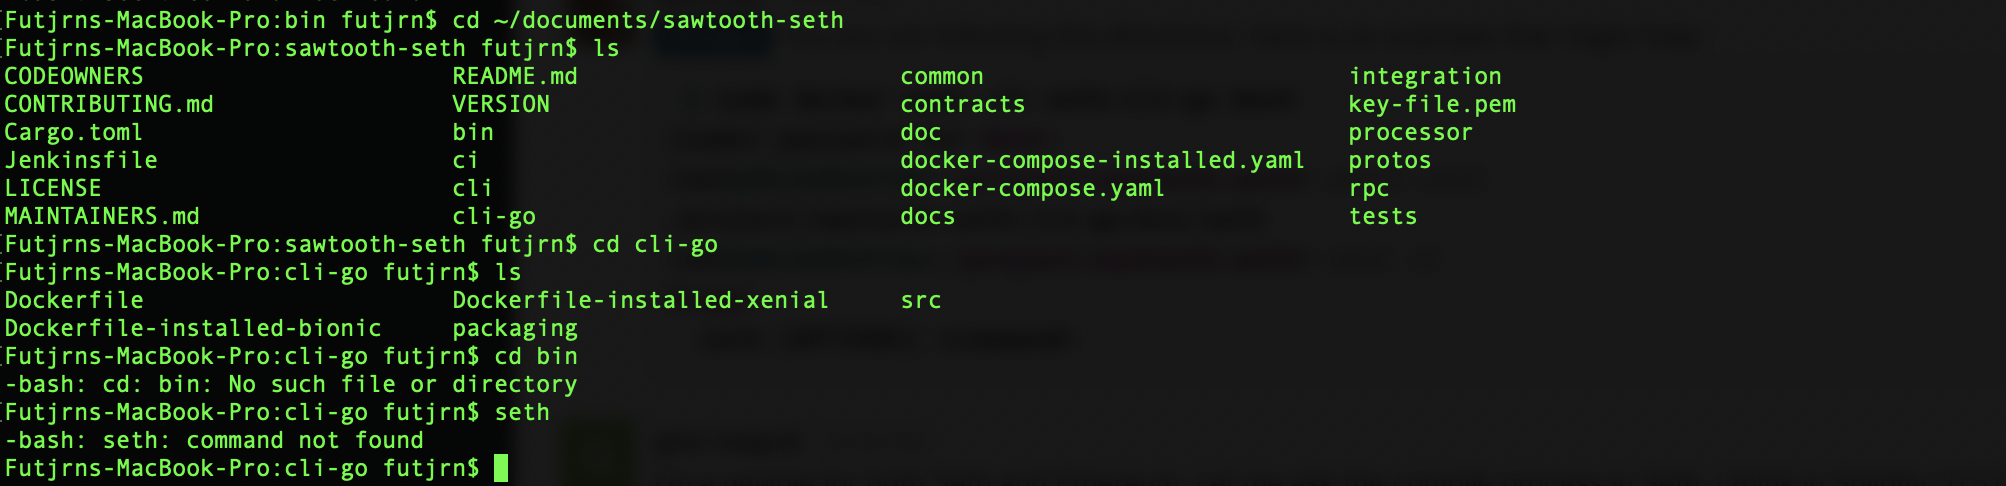 Futjrns-MacBook-Pro:bin futjrn$ cd ~/documents/sawtooth-seth
Futjrns-MacBook-Pro:sawtooth-seth futjrn$ ls
CODEOWNERS README.md common integration
CONTRIBUTING.md VERSION contracts key-file.pem
Cargo.toml bin doc processor
Jenkinsfile ci docker-compose-installed.yaml protos
LICENSE cli docker-compose.yaml rpc
MAINTAINERS.md cli-go docs tests
Futjrns-MacBook-Pro:sawtooth-seth futjrn$ cd cli-go
Futjrns-MacBook-Pro:cli-go futjrn$ ls
Dockerfile Dockerfile-installed-xenial src
Dockerfile-installed-bionic packaging
Futjrns-MacBook-Pro:cli-go futjrn$ cd bin
-bash: cd: bin: No such file or directory
Futjrns-MacBook-Pro:cli-go futjrn$ seth
-bash: seth: command not found
Futjrns-MacBook-Pro:cli-go futjrn$